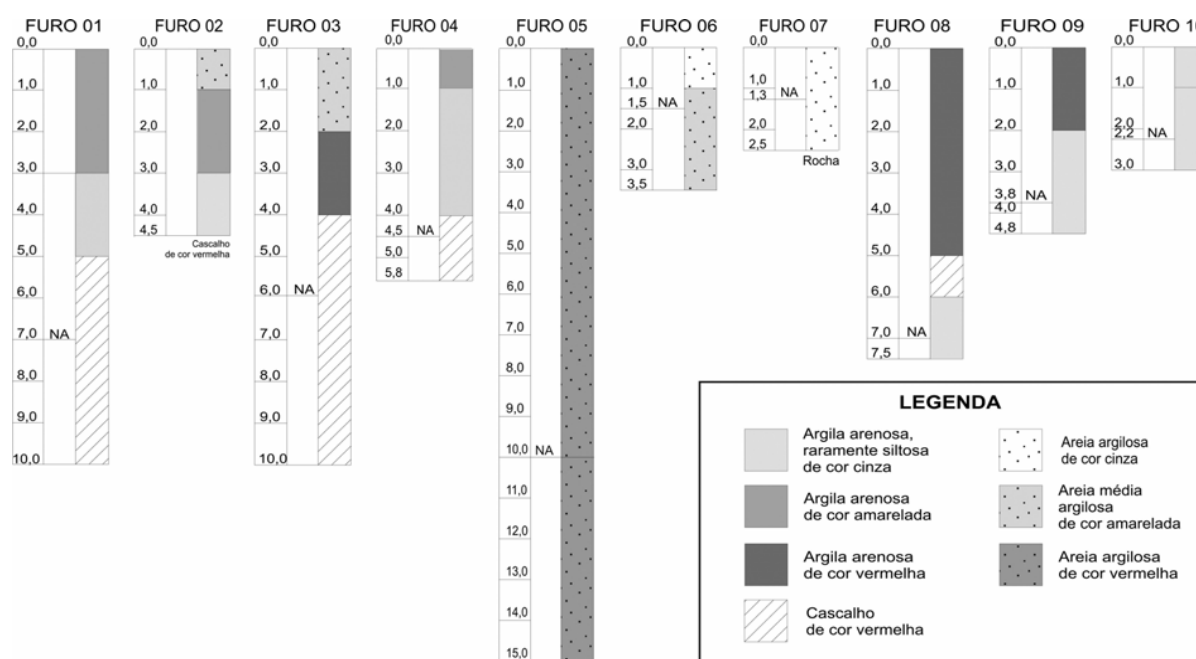 FURO 01
0,0
1,0
2,0
3,0
4,0
5,0
6,0
7,0 NA
8,0
9,0
10,0
FURO 02
0,0
1,0
2,0
3,0
4,0
4,5
Cascalho
de cor vermelha
FURO 03
0,0
1,0
2,0
3,0
4,0
5,0
6,0 NA
7,0
8,0
9,0
10,0
FURO 04
0,0
1,0
2,0
3,0
4,0
4,5 NA
5,0
5,8
FURO 05
0,0
1,0
2,0
3,0
4,0
5,0
6,0
7,0
8,0
9,0
10,0 NA
11,0
12,0
13,0
14,0
15,0
FURO 06
0,0
1,0
1,5 NA
2,0
3,0
3,5
FURO 07
0,0
1,0
1,3 NA
2,0
2,5
Rocha
FURO 08
0,0
1,0
2,0
3,0
4,0
5,0
6,0
7,0 NA
7,5
FURO 09
0,0
1,0
2,0
3,0
3,8 NA
4,0
4,8
FURO 10
0,0
1,0
2,0
2,2 NA
3,0
LEGENDA
Argila arenosa,
raramente siltosa
de cor cinza
Argila arenosa
de cor amarelada
Argila arenosa
de cor vermelha
Cascalho
de cor vermelha
Areia argilosa
de cor cinza
Areia média
argilosa
de cor amarelada
Areia argilosa
de cor vermelha